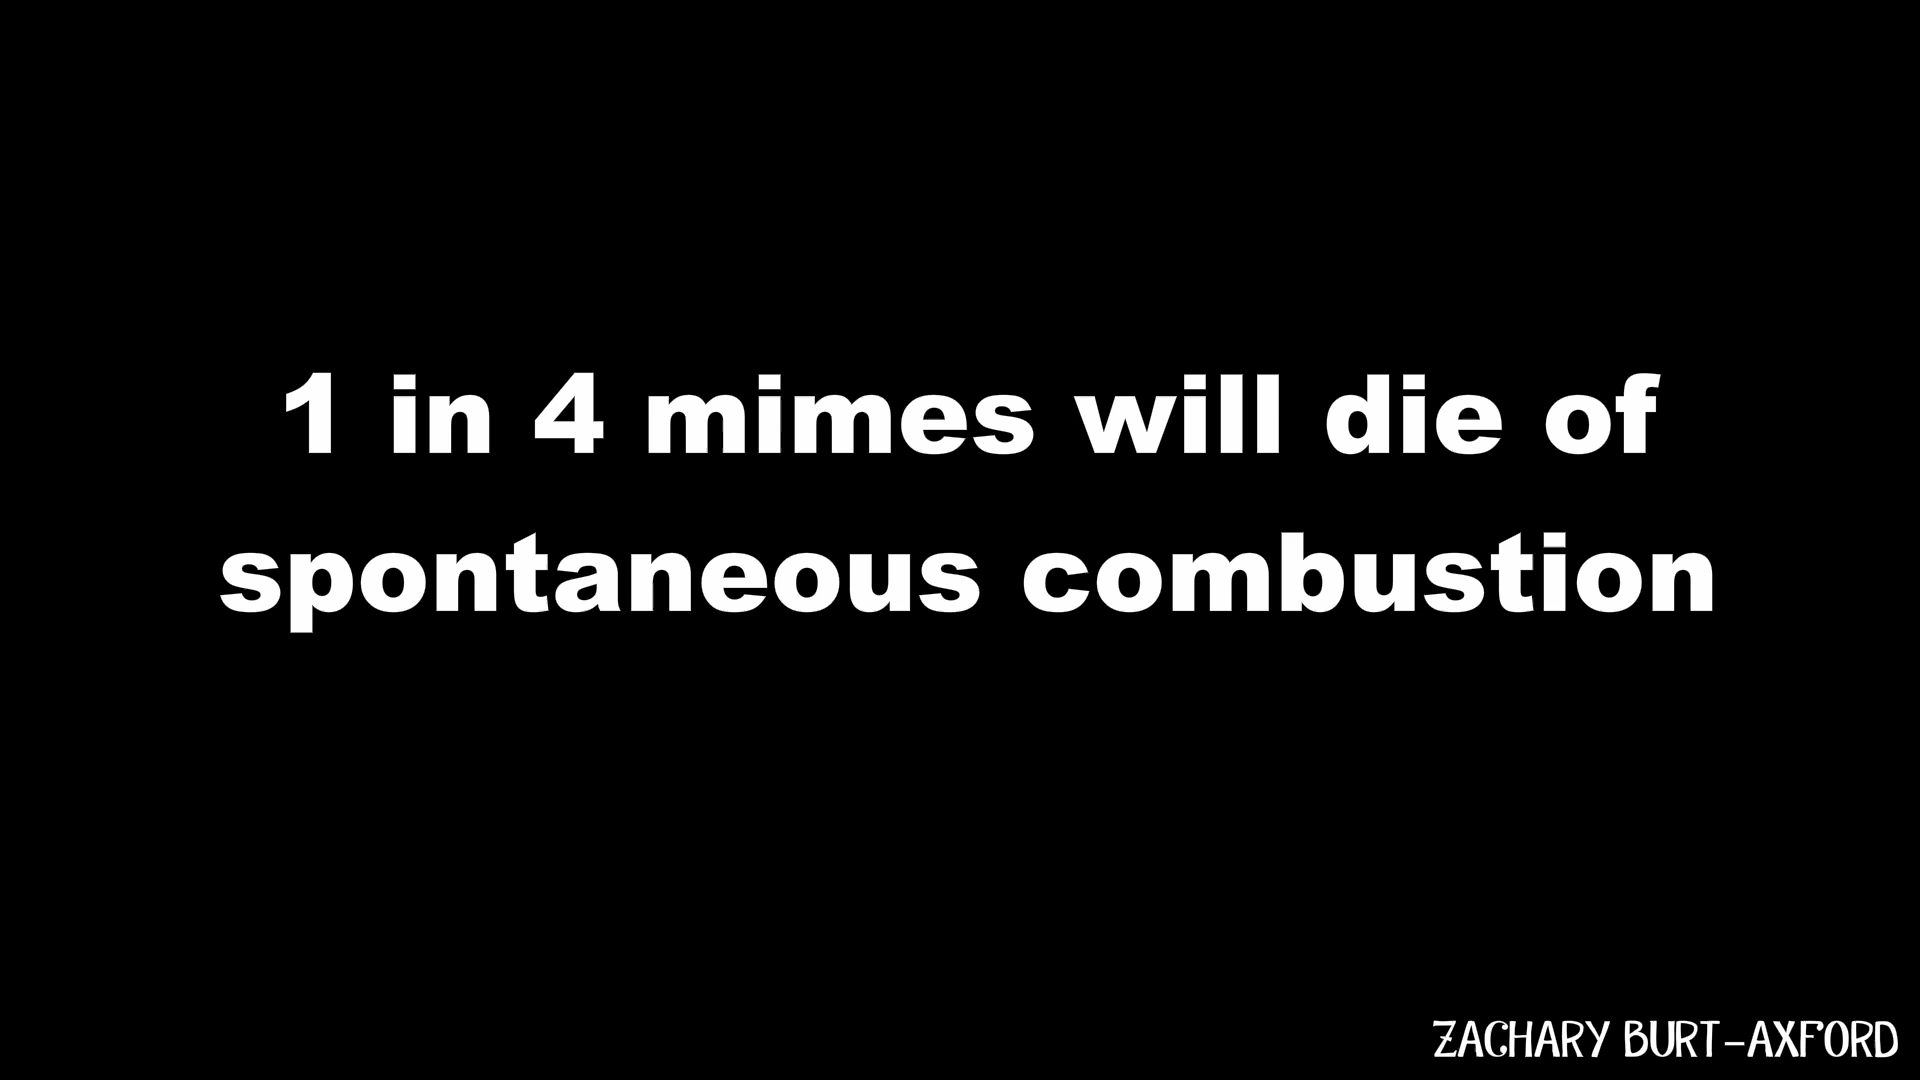 1 in 4 mimes will die of
spontaneous combustion
ZACHARY BURT-AXFORD